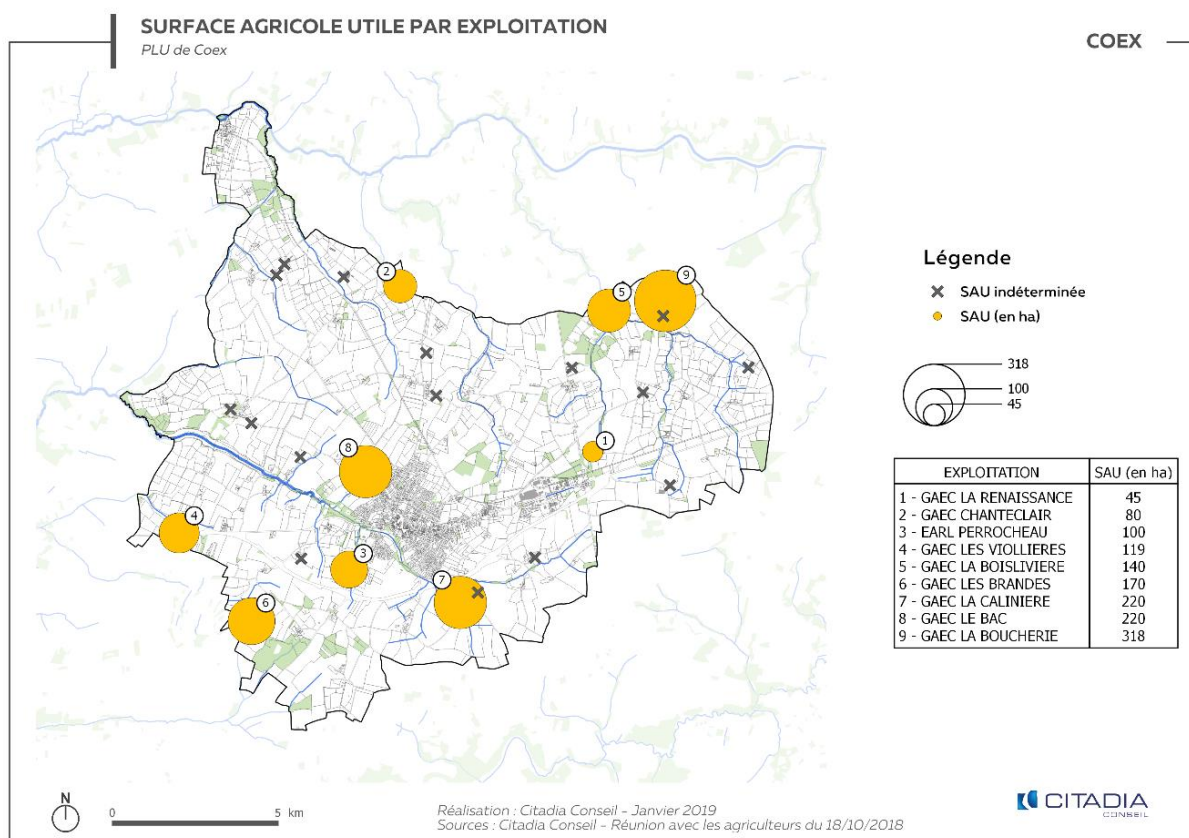 SURFACE AGRICOLE UTILE PAR EXPLOITATION
PLU de Coex
COEX
2
5
9
1
8
4
3
7
6
Légende
SAU indéterminée
SAU (en ha)
318
100
45
EXPLOITATION SAU (en ha)
1 - GAEC LA RENAISSANCE 45
2 - GAEC CHANTECLAIR 80
3 - EARL PERROCHEAU 100
4 - GAEC LES VIOLLIERES 119
5 - GAEC LA BOISLIVIERE 140
6 - GAEC LES BRANDES 170
7 - GAEC LA CALINIERE 220
8 - GAEC LE BAC 220
9 - GAEC LA BOUCHERIE 318
N
0 5 km
Réalisation : Citadia Conseil - Janvier 2019
Sources : Citadia Conseil - Réunion avec les agriculteurs du 18/10/2018
CITADIA
CONSEIL